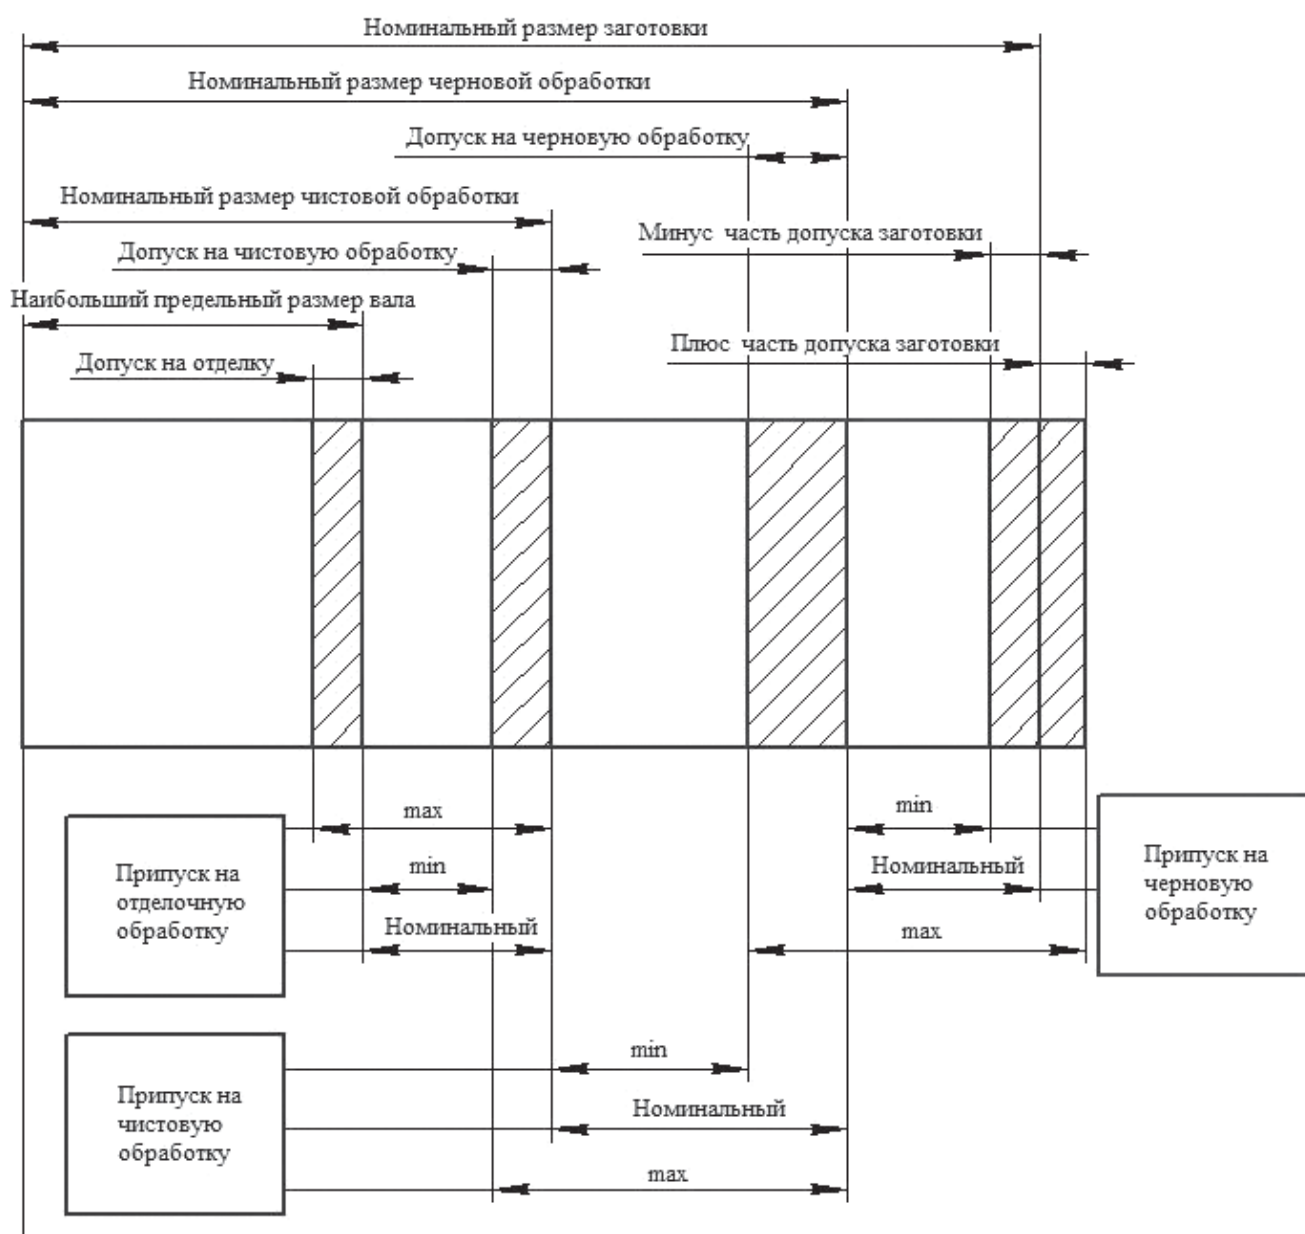 Номинальный размер заготовки
Номинальный размер черновой обработки
Допуск на черновую обработку
Номинальный размер чистовой обработки
Минус часть допуска заготовки
Допуск на чистовую обработку
Наибольший предельный размер вала
Плюс часть допуска заготовки
Допуск на отделку
max
min
Припуск на
отделочную
обработку
min
Номинальный
Номинальный
max
Припуск на
черновую
обработку
Припуск на
чистовую
обработку
min
Номинальный
max